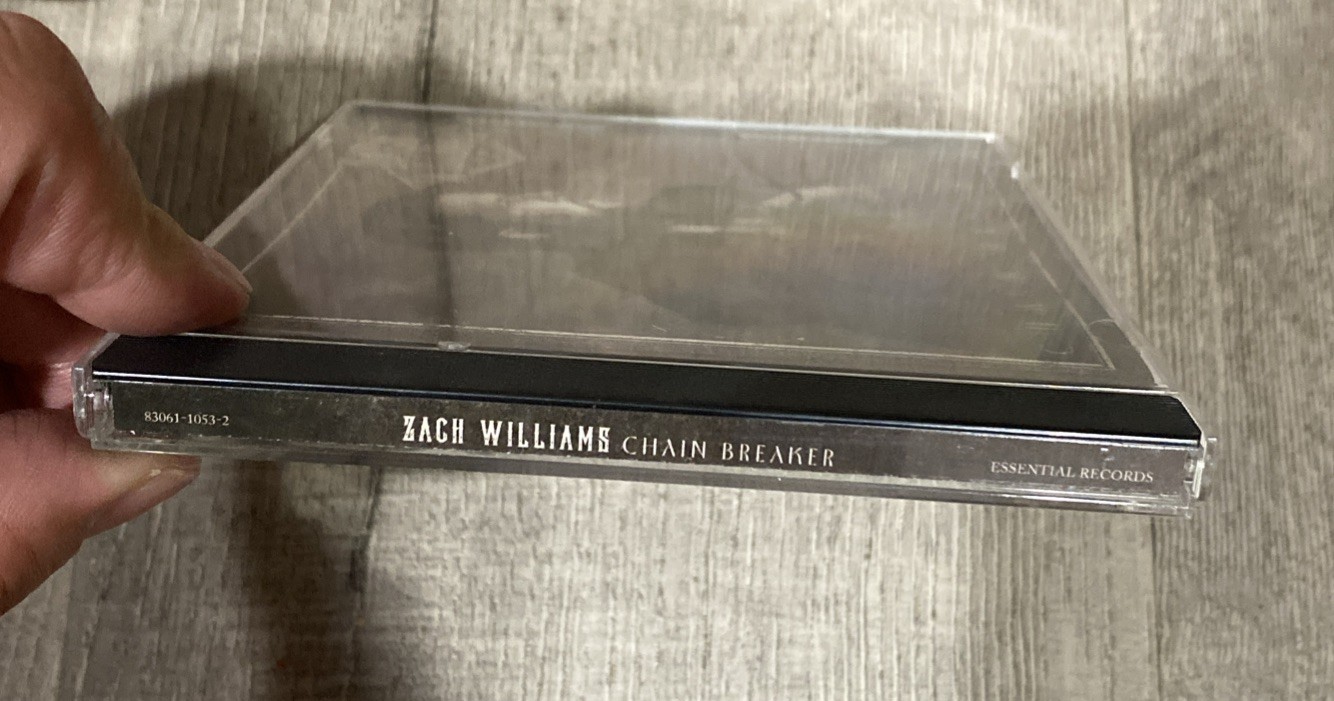 83061-1053-2 ZACH WILLIAMS CHAIN BREAKER ESSENTIAL RECORDS